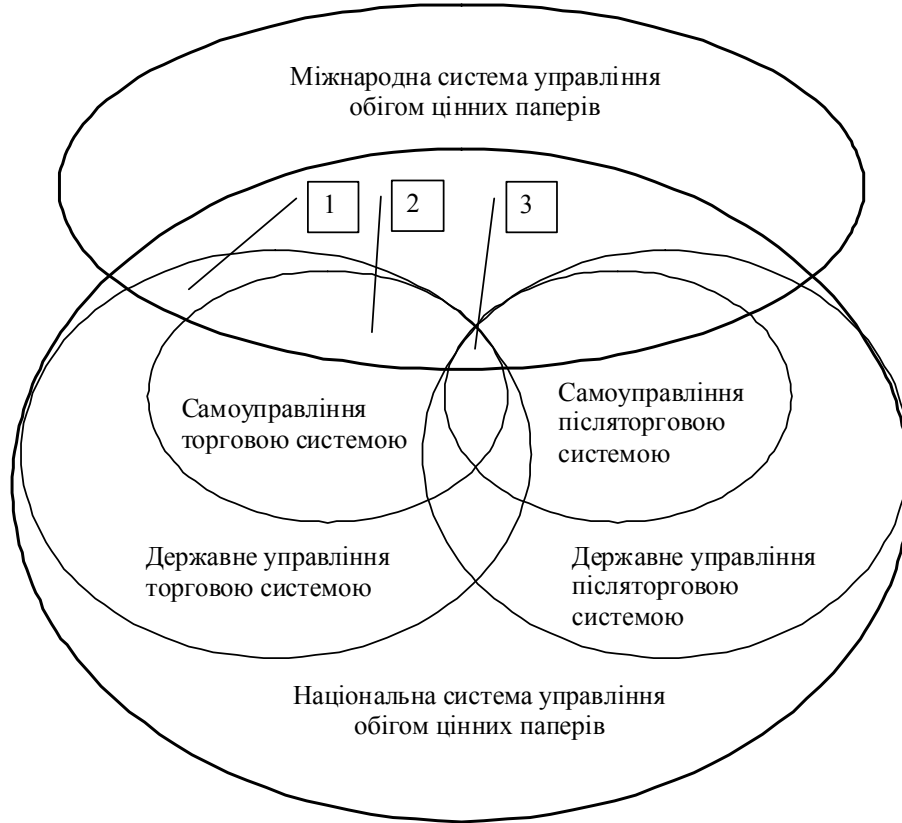 Міжнародна система управління
обігом цінних паперів
1 2 3
Самоуправління
торговою системою
Самоуправління
післяторговою
системою
Державне управління
торговою системою
Державне управління
післяторговою
системою
Національна система управління
обігом цінних паперів